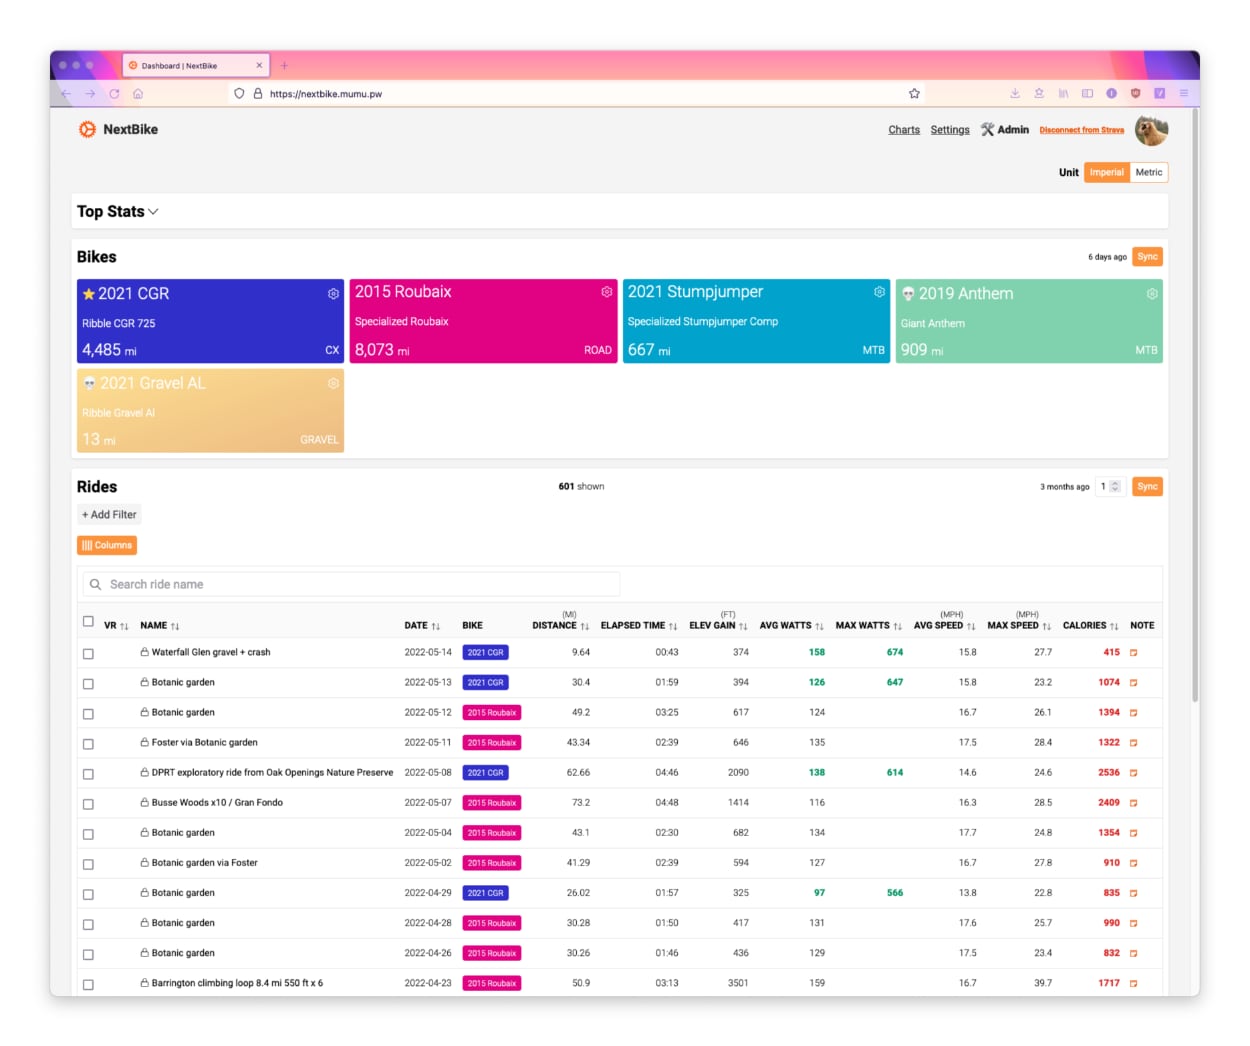 Dashboard | NextBike
https://nextbike.mumu.pw
NextBike
Charts Settings Admin Disconnect from Strava
Unit Imperial Metric
Top Stats
Bikes 6 days ago Sync
2021 CGR
Ribble CGR 725
4,485 mi CX
2015 Roubaix
Specialized Roubaix
8,073 mi ROAD
2021 Stumpjumper
Specialized Stumpjumper Comp
667 mi MTB
2019 Anthem
Giant Anthem
909 mi MTB
2021 Gravel AL
Ribble Gravel Al
13 mi GRAVEL
Rides 601 shown 3 months ago 1 Sync
+ Add Filter
Columns
Search ride name
(MI) (FT) (MPH) (MPH)
VR NAME DATE BIKE DISTANCE ELAPSED TIME ELEV GAIN AVG WATTS MAX WATTS AVG SPEED MAX SPEED CALORIES NOTE
Waterfall Glen gravel + crash 2022-05-14 2021 CGR 9.64 00:43 374 158 674 15.8 27.7 415
Botanic garden 2022-05-13 2021 CGR 30.4 01:59 394 126 647 15.8 23.2 1074
Botanic garden 2022-05-12 2015 Roubaix 49.2 03:25 617 124 16.7 26.1 1394
Foster via Botanic garden 2022-05-11 2015 Roubaix 43.34 02:39 646 135 17.5 28.4 1322
DPRT exploratory ride from Oak Openings Nature Preserve 2022-05-08 2021 CGR 62.66 04:46 2090 138 614 14.6 24.6 2536
Busse Woods x10 / Gran Fondo 2022-05-07 2015 Roubaix 73.2 04:48 1414 116 16.3 28.5 2409
Botanic garden 2022-05-04 2015 Roubaix 43.1 02:30 682 134 17.7 24.8 1354
Botanic garden via Foster 2022-05-02 2015 Roubaix 41.29 02:39 594 127 16.7 27.8 910
Botanic garden 2022-04-29 2021 CGR 26.02 01:57 325 97 566 13.8 22.8 835
Botanic garden 2022-04-28 2015 Roubaix 30.28 01:50 417 131 17.6 25.7 990
Botanic garden 2022-04-26 2015 Roubaix 30.26 01:46 436 129 17.5 23.4 832
Barrington climbing loop 8.4 mi 550 ft x 6 2022-04-23 2015 Roubaix 50.9 03:13 3501 159 16.7 39.7 1717